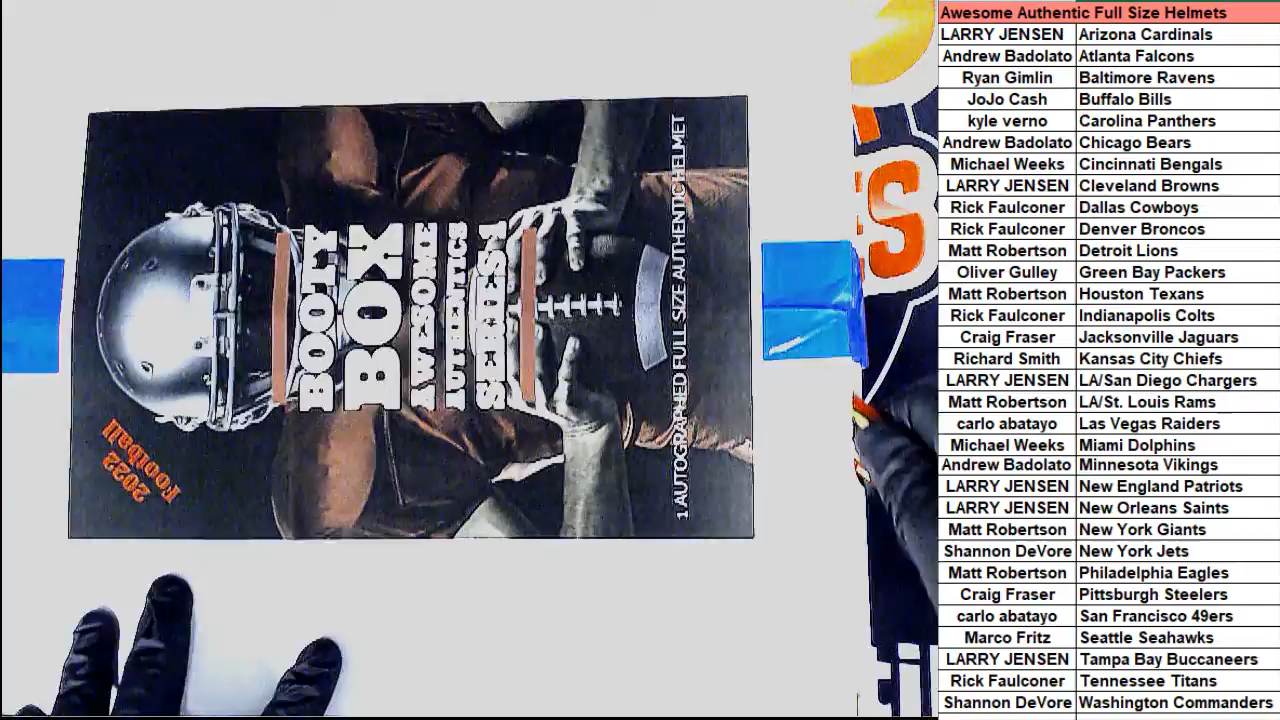 BOOTY
BOX
AWESOME
AUTHENTICS
SERIES 1
1 AUTOGRAPHED FULL SIZE AUTHENTIC HELMET
2022
Football
S
Awesome Authentic Full Size Helmets
LARRY JENSEN Arizona Cardinals
Andrew Badolato Atlanta Falcons
Ryan Gimlin Baltimore Ravens
JoJo Cash Buffalo Bills
kyle verno Carolina Panthers
Andrew Badolato Chicago Bears
Michael Weeks Cincinnati Bengals
LARRY JENSEN Cleveland Browns
Rick Faulconer Dallas Cowboys
Rick Faulconer Denver Broncos
Matt Robertson Detroit Lions
Oliver Gulley Green Bay Packers
Matt Robertson Houston Texans
Rick Faulconer Indianapolis Colts
Craig Fraser Jacksonville Jaguars
Richard Smith Kansas City Chiefs
LARRY JENSEN LA/San Diego Chargers
Matt Robertson LA/St. Louis Rams
carlo abatayo Las Vegas Raiders
Michael Weeks Miami Dolphins
Andrew Badolato Minnesota Vikings
LARRY JENSEN New England Patriots
LARRY JENSEN New Orleans Saints
Matt Robertson New York Giants
Shannon DeVore New York Jets
Matt Robertson Philadelphia Eagles
Craig Fraser Pittsburgh Steelers
carlo abatayo San Francisco 49ers
Marco Fritz Seattle Seahawks
LARRY JENSEN Tampa Bay Buccaneers
Rick Faulconer Tennessee Titans
Shannon DeVore Washington Commanders